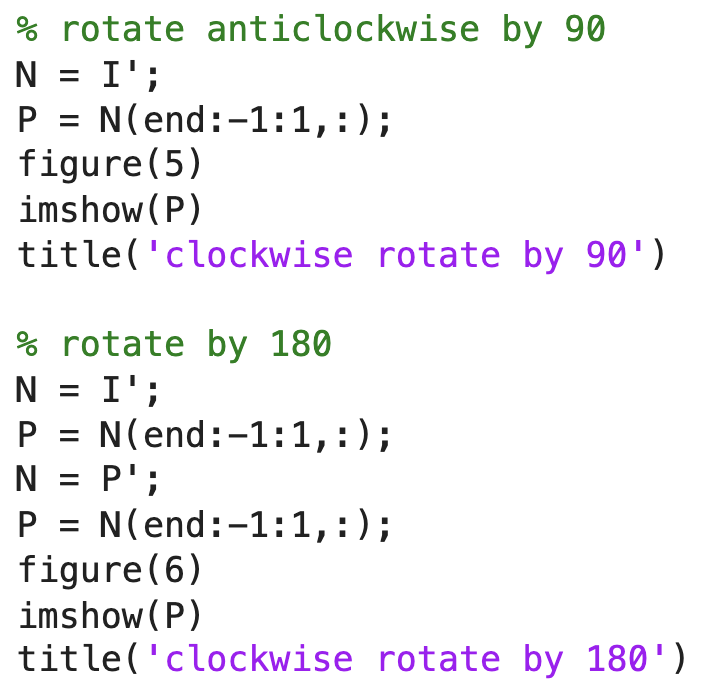 % rotate anticlockwise by 90
N = I';
P = N(end:-1:1,:);
figure(5)
imshow(P)
title('clockwise rotate by 90')
% rotate by 180
N = I';
P = N(end:-1:1,:);
N = P';
P = N(end:-1:1,:);
figure(6)
imshow(P)
title('clockwise rotate by 180')